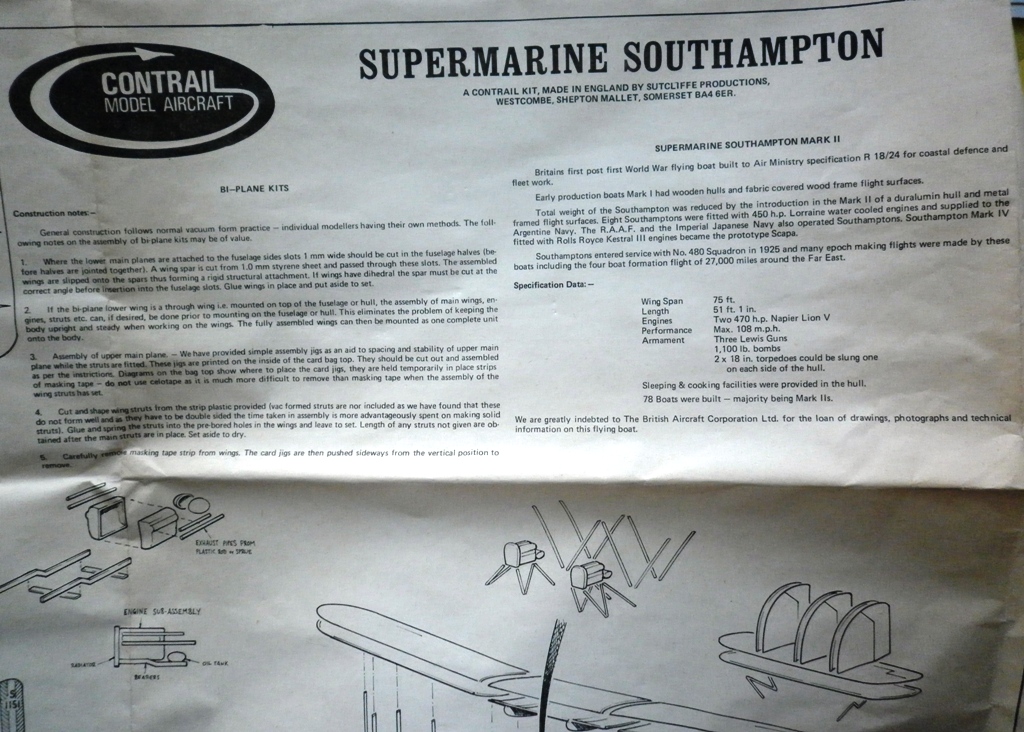 CONTRAIL
MODEL AIRCRAFT
SUPERMARINE SOUTHAMPTON
A CONTRAIL KIT, MADE IN ENGLAND BY SUTCLIFFE PRODUCTIONS,
WESTCOMBE, SHEPTON MALLET, SOMERSET BA4 6ER.
BI-PLANE KITS
Construction notes:-
General construction follows normal vacuum form practice - individual modellers having their own methods. The foll-
owing notes on the assembly of bi-plane kits may be of value.
1. Where the lower main planes are attached to the fuselage sides slots 1 mm wide should be cut in the fuselage halves (be-
fore halves are jointed together). A wing spar is cut from 1.0 mm styrene sheet and passed through these slots. The assembled
wings are slipped onto the spars thus forming a rigid structural attachment. If wings have dihedral the spar must be cut at the
correct angle before insertion into the fuselage slots. Glue wings in place and put aside to set.
2. If the bi-plane lower wing is a through wing i.e. mounted on top of the fuselage or hull, the assembly of main wings, en-
gines, struts etc. can, if desired, be done prior to mounting on the fuselage or hull. This eliminates the problem of keeping the
body upright and steady when working on the wings. The fully assembled wings can then be mounted as one complete unit
onto the body.
3. Assembly of upper main plane. - We have provided simple assembly jigs as an aid to spacing and stability of upper main
plane while the struts are fitted. These jigs are printed on the inside of the card bag top. They should be cut out and assembled
as per the instructions. Diagrams on the bag top show where to place the card jigs, they are held temporarily in place strips
of masking tape - do not use celotape as it is much more difficult to remove than masking tape when the assembly of the
wing struts has set.
4. Cut and shape wing struts from the strip plastic provided (vac formed struts are nor included as we have found that these
do not form well and as they have to be double sided the time taken in assembly is more advantageously spent on making solid
struts). Glue and spring the struts into the pre-bored holes in the wings and leave to set. Length of any struts not given are ob-
tained after the main struts are in place. Set aside to dry.
5. Carefully remove masking tape strip from wings. The card jigs are then pushed sideways from the vertical position to
remove.
SUPERMARINE SOUTHAMPTON MARK II
Britains first post first World War flying boat built to Air Ministry specification R 18/24 for coastal defence and
fleet work.
Early production boats Mark I had wooden hulls and fabric covered wood frame flight surfaces.
Total weight of the Southampton was reduced by the introduction in the Mark II of a duralumin hull and metal
framed flight surfaces. Eight Southamptons were fitted with 450 h.p. Lorraine water cooled engines and supplied to the
Argentine Navy. The R.A.A.F. and the Imperial Japanese Navy also operated Southamptons. Southampton Mark IV
fitted with Rolls Royce Kestral III engines became the prototype Scapa.
Southamptons entered service with No. 480 Squadron in 1925 and many epoch making flights were made by these
boats including the four boat formation flight of 27,000 miles around the Far East.
Specification Data:-
Wing Span 75 ft.
Length 51 ft. 1 in.
Engines Two 470 h.p. Napier Lion V
Performance Max. 108 m.p.h.
Armament Three Lewis Guns
1,100 lb. bombs
2 x 18 in. torpedoes could be slung one
on each side of the hull.
Sleeping & cooking facilities were provided in the hull.
78 Boats were built - majority being Mark IIs.
We are greatly indebted to The British Aircraft Corporation Ltd. for the loan of drawings, photographs and technical
information on this flying boat.
EXHAUST PIPES FROM
PLASTIC ROD or SPRUE
ENGINE SUB-ASSEMBLY
RADIATOR
OIL TANK
BEARERS